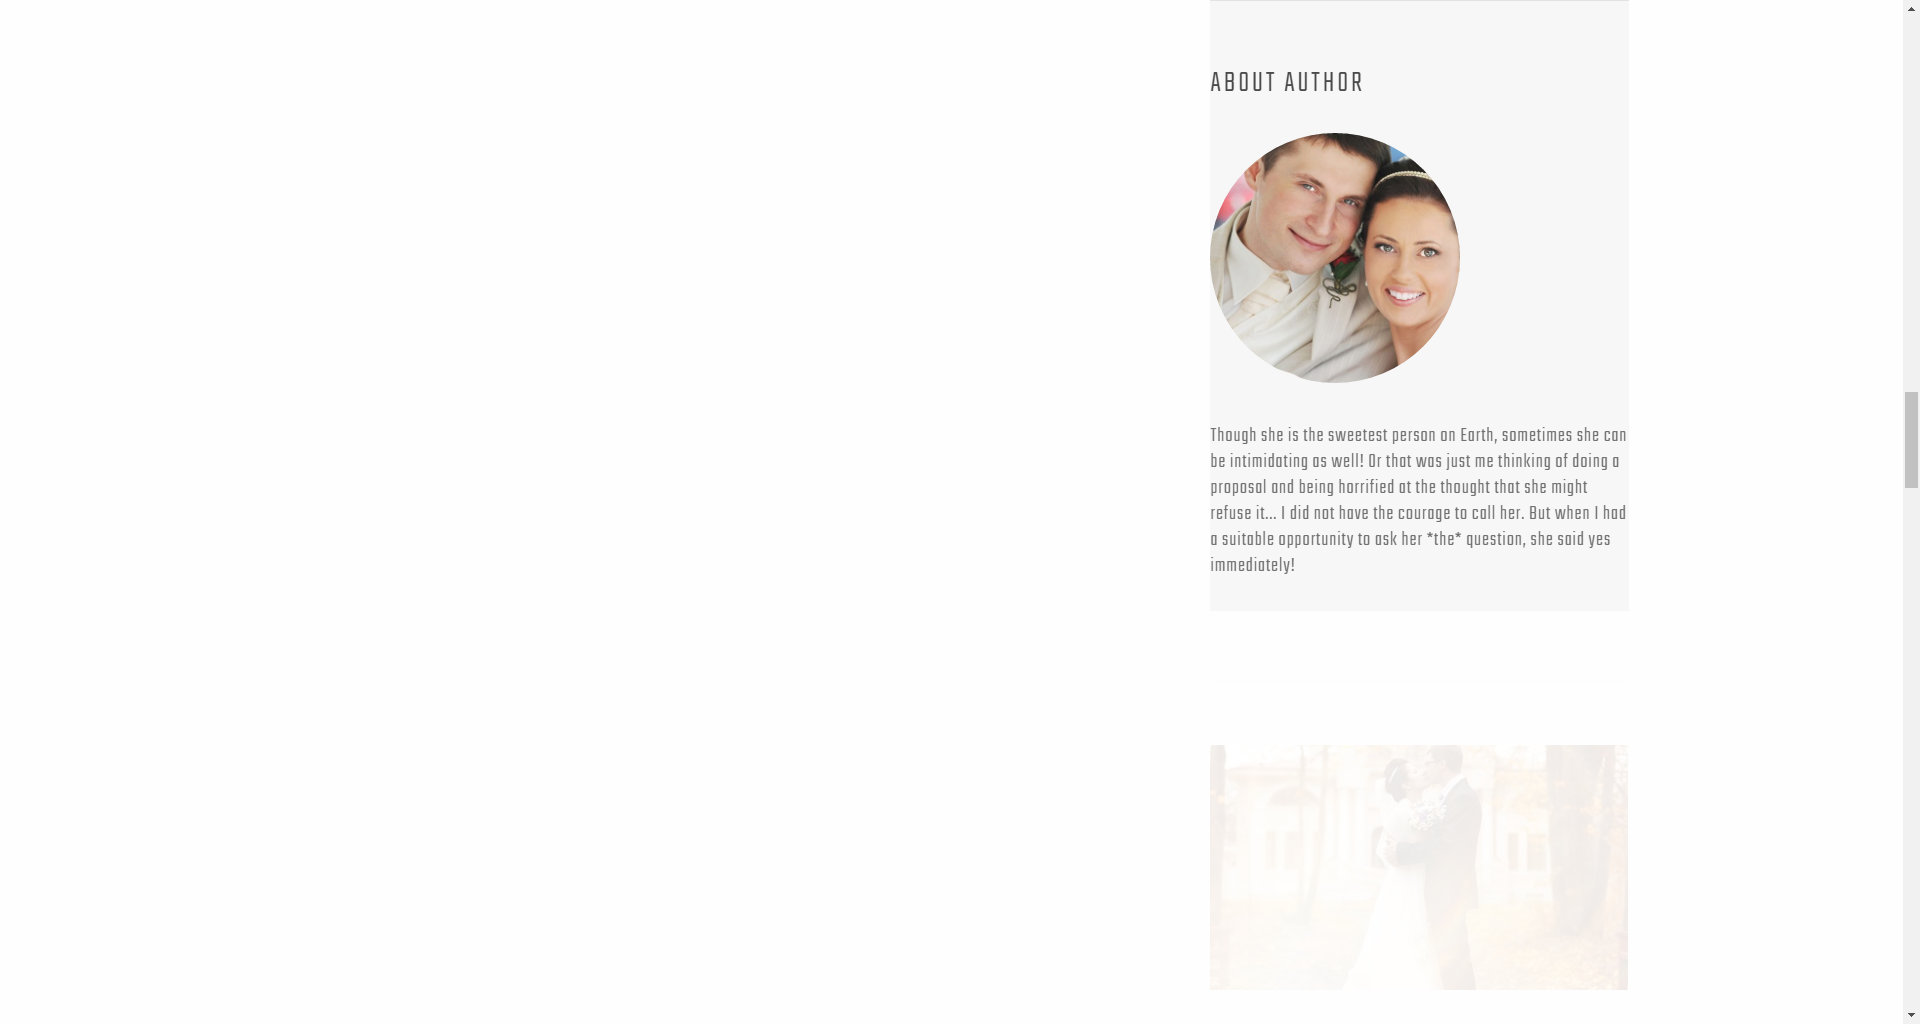 ABOUT AUTHOR
Though she is the sweetest person on Earth, sometimes she can
be intimidating as well! Or that was just me thinking of doing a
proposal and being horrified at the thought that she might
refuse it... I did not have the courage to call her. But when I had
a suitable opportunity to ask her *the* question, she said yes
immediately!